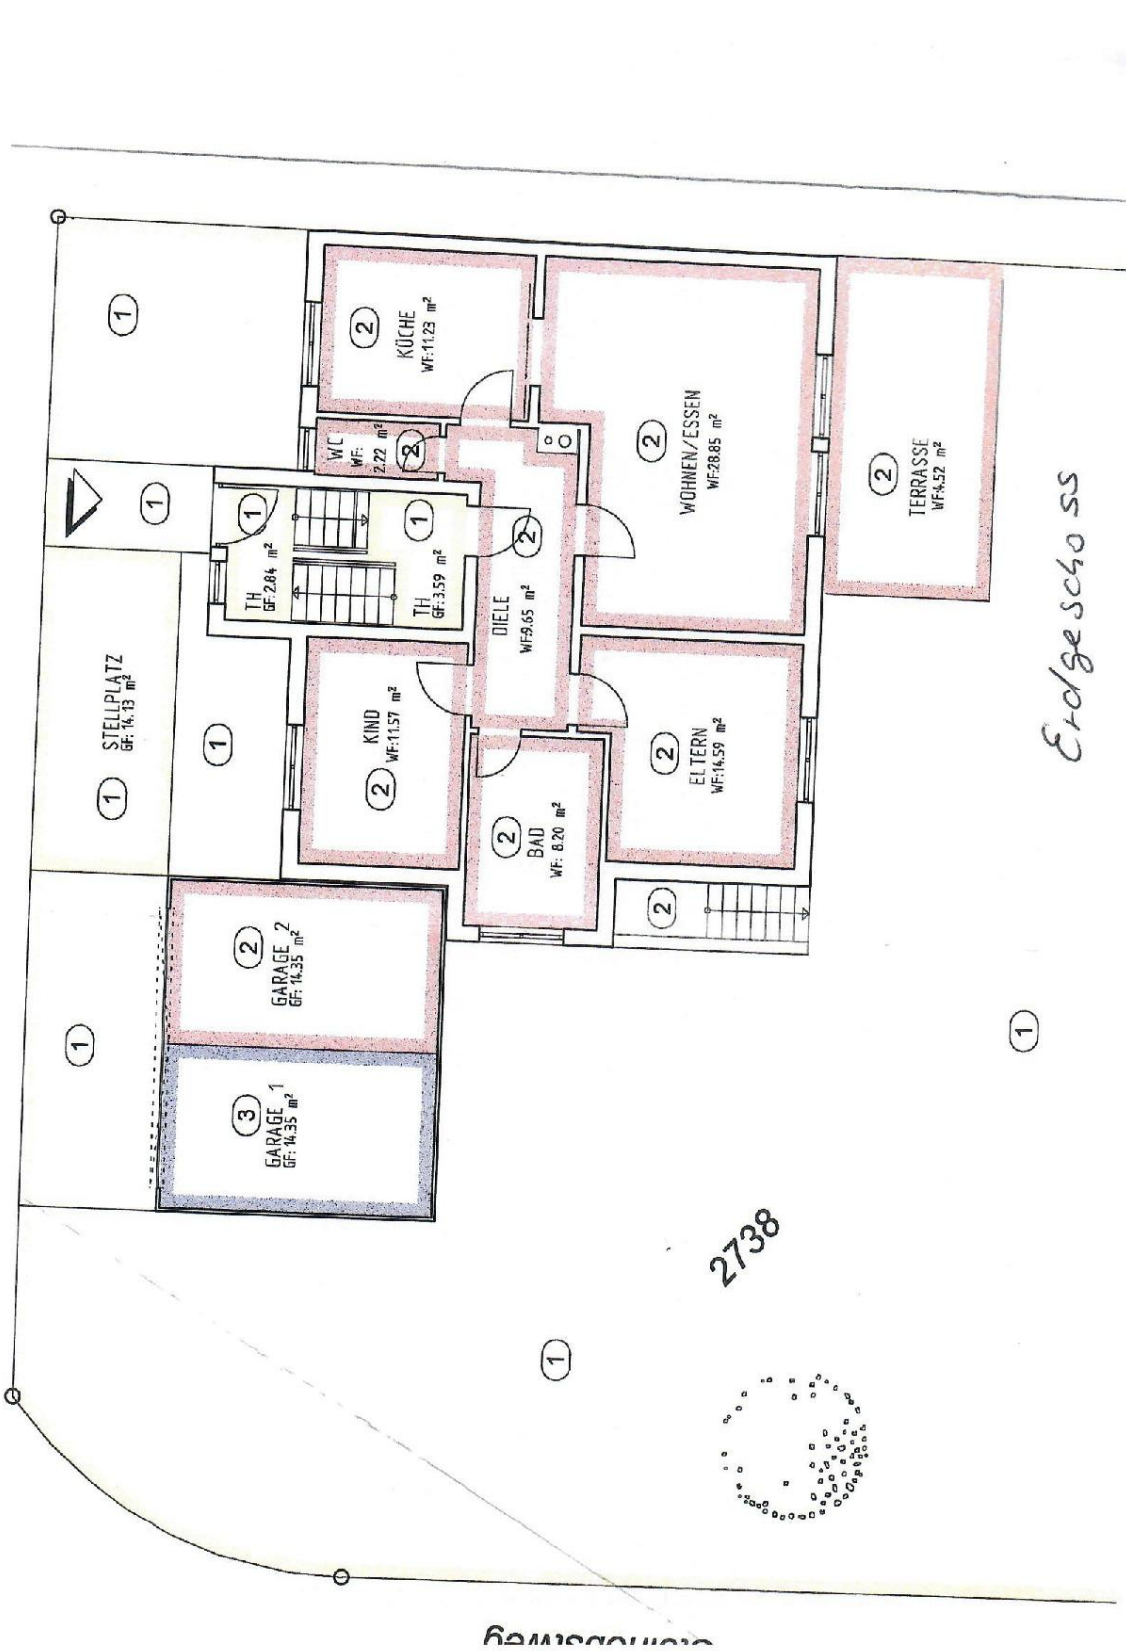 1
1
1
1
STELLPLATZ
GF: 14.13 m²
1
1
2
KÜCHE
WF:11.23 m²
WC
WF:
2.22 m²
2
1
TH
GF:2.84 m²
1
TH
GF:3.59 m²
2
DIELE
WF:9.65 m²
2
WOHNEN/ESSEN
WF:28.85 m²
2
TERRASSE
WF:4.52 m²
2
KIND
WF:11.57 m²
2
BAD
WF: 8.20 m²
2
ELTERN
WF:14.59 m²
2
2
GARAGE 2
GF: 14.35 m²
3
GARAGE 1
GF: 14.35 m²
Erdgeschoss
1
2738
1